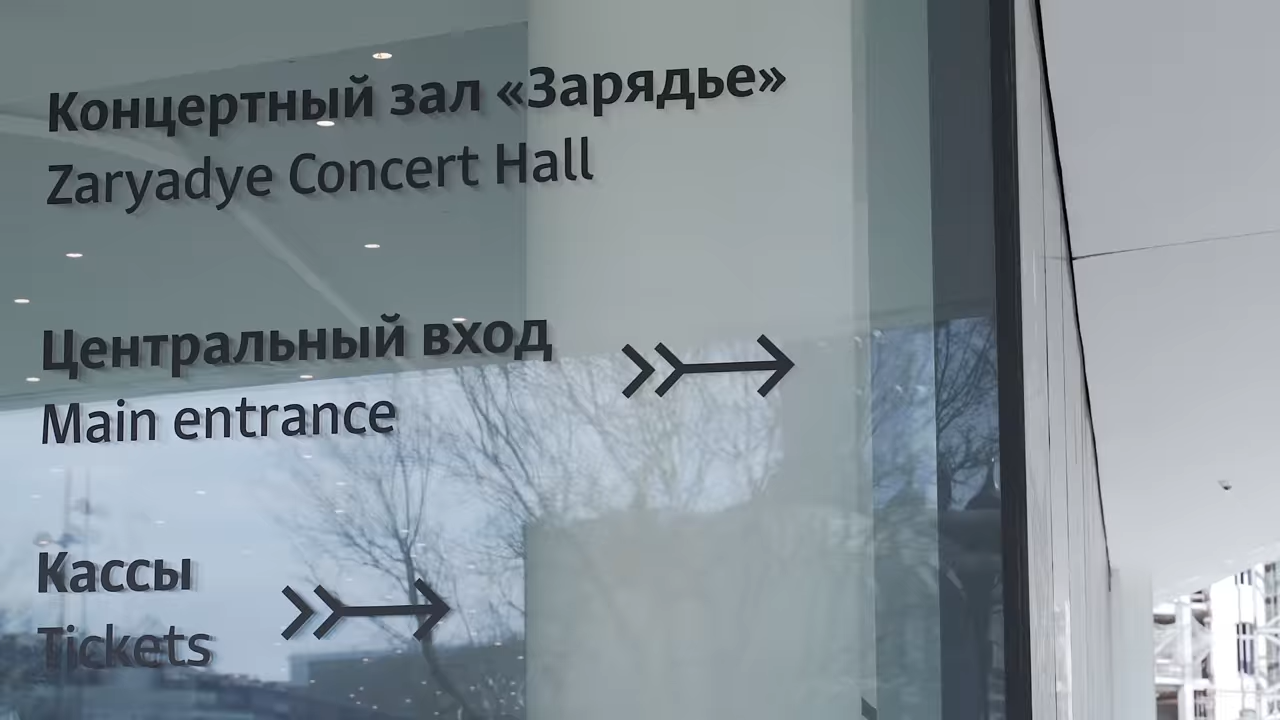 Концертный зал «Зарядье»
Zaryadye Concert Hall
Центральный вход
Main entrance
Кассы
Tickets